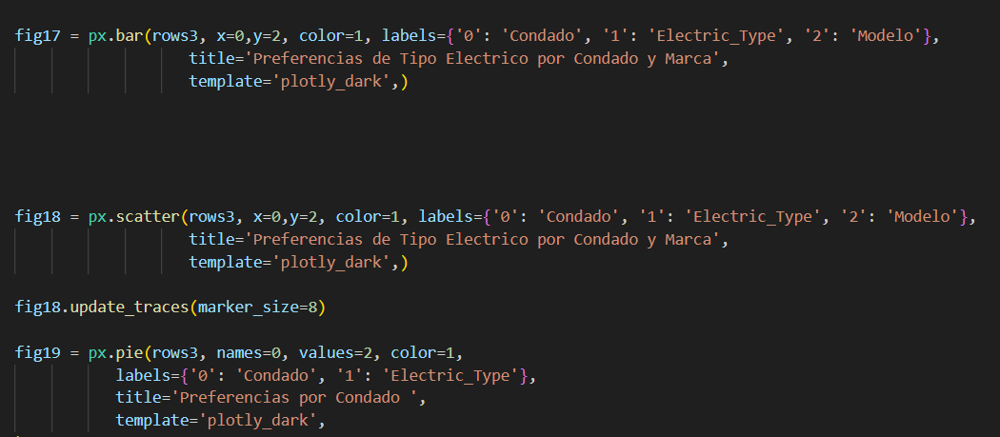 fig17 = px.bar(rows3, x=0,y=2, color=1, labels={'0': 'Condado', '1': 'Electric_Type', '2': 'Modelo'},
title='Preferencias de Tipo Electrico por Condado y Marca',
template='plotly_dark',)
fig18 = px.scatter(rows3, x=0,y=2, color=1, labels={'0': 'Condado', '1': 'Electric_Type', '2': 'Modelo'},
title='Preferencias de Tipo Electrico por Condado y Marca',
template='plotly_dark',)
fig18.update_traces(marker_size=8)
fig19 = px.pie(rows3, names=0, values=2, color=1,
labels={'0': 'Condado', '1': 'Electric_Type'},
title='Preferencias por Condado ',
template='plotly_dark',